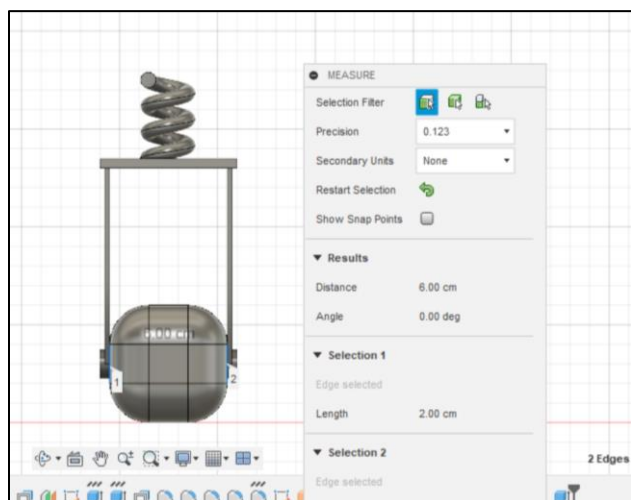 MEASURE
Selection Filter
Precision 0.123
Secondary Units None
Restart Selection
Show Snap Points
Results
Distance 6.00 cm
Angle 0.00 deg
Selection 1
Edge selected
Length 2.00 cm
Selection 2
Edge selected
6.00 cm
1 2
2 Edges